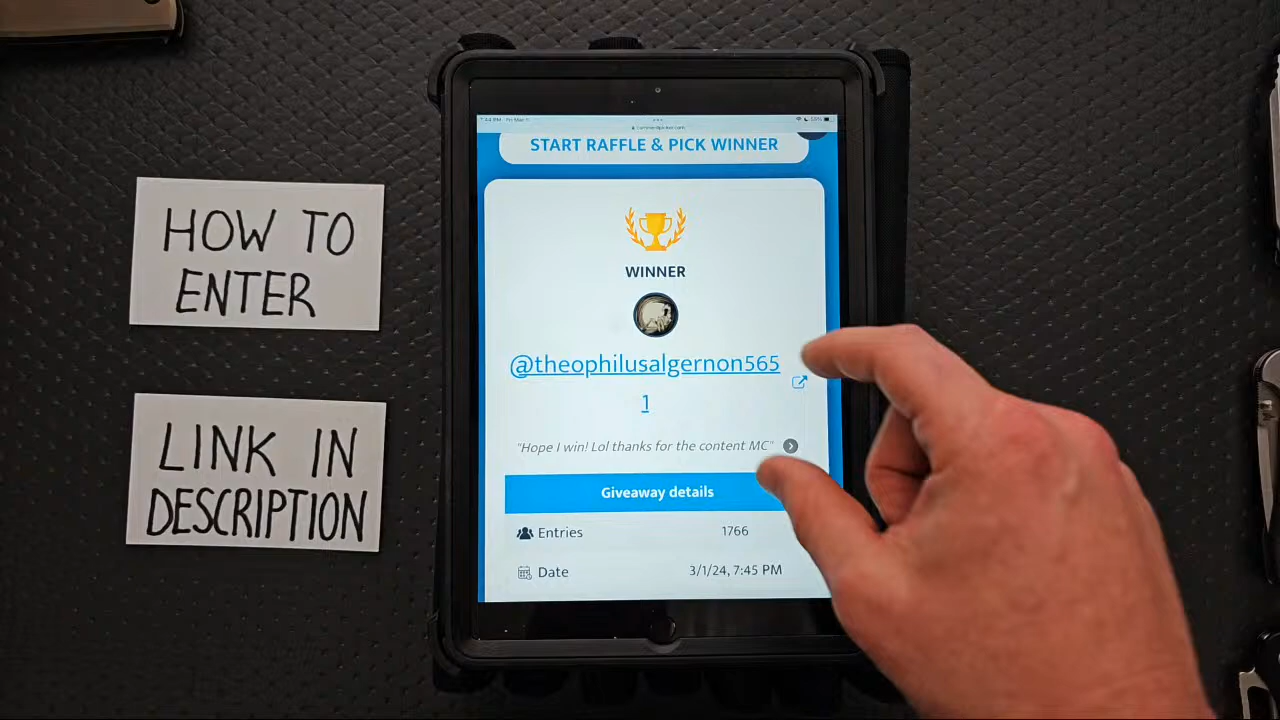 HOW TO
ENTER
LINK IN
DESCRIPTION
START RAFFLE & PICK WINNER
WINNER
@theophilusalgernon565
1
"Hope I win! Lol thanks for the content MC"
Giveaway details
Entries 1766
Date 3/1/24, 7:45 PM